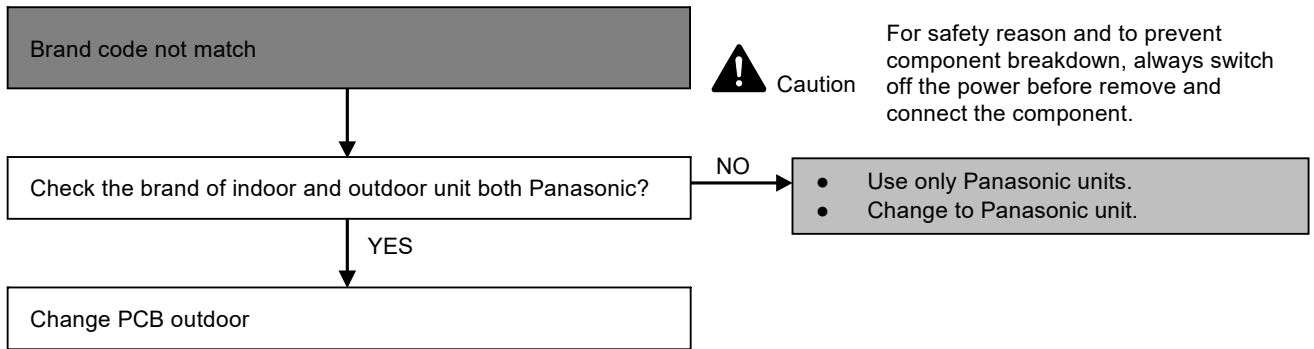 Brand code not match
Caution
For safety reason and to prevent
component breakdown, always switch
off the power before remove and
connect the component.
Check the brand of indoor and outdoor unit both Panasonic?
NO
● Use only Panasonic units.
● Change to Panasonic unit.
YES
Change PCB outdoor